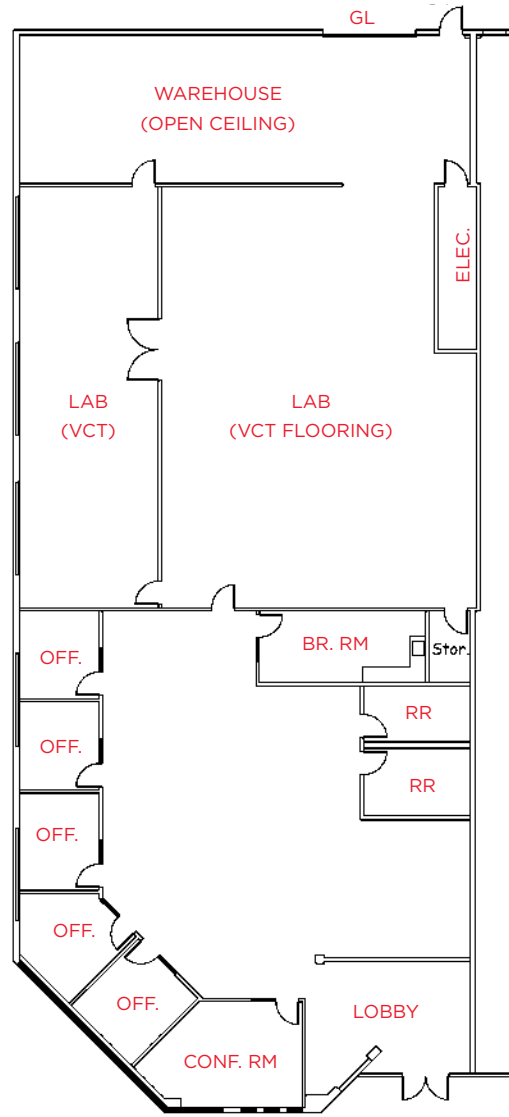 GL
WAREHOUSE
(OPEN CEILING)
ELEC.
LAB
(VCT)
LAB
(VCT FLOORING)
OFF.
BR. RM
Stor.
RR
OFF.
RR
OFF.
OFF.
OFF.
LOBBY
CONF. RM